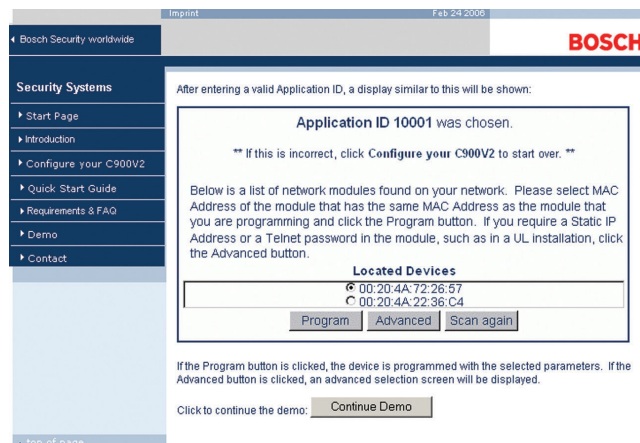 Imprint
Feb 24 2006
Bosch Security worldwide
BOSCH
Security Systems
Start Page
Introduction
Configure your C900V2
Quick Start Guide
Requirements & FAQ
Demo
Contact
After entering a valid Application ID, a display similar to this will be shown:
Application ID 10001 was chosen.
** If this is incorrect, click Configure your C900V2 to start over. **
Below is a list of network modules found on your network. Please select MAC
Address of the module that has the same MAC Address as the module that
you are programming and click the Program button. If you require a Static IP
Address or a Telnet password in the module, such as in a UL installation, click
the Advanced button.
Located Devices
00:20:4A:72:26:57
00:20:4A:22:36:C4
Program Advanced Scan again
If the Program button is clicked, the device is programmed with the selected parameters. If the
Advanced button is clicked, an advanced selection screen will be displayed.
Click to continue the demo: Continue Demo
top of page